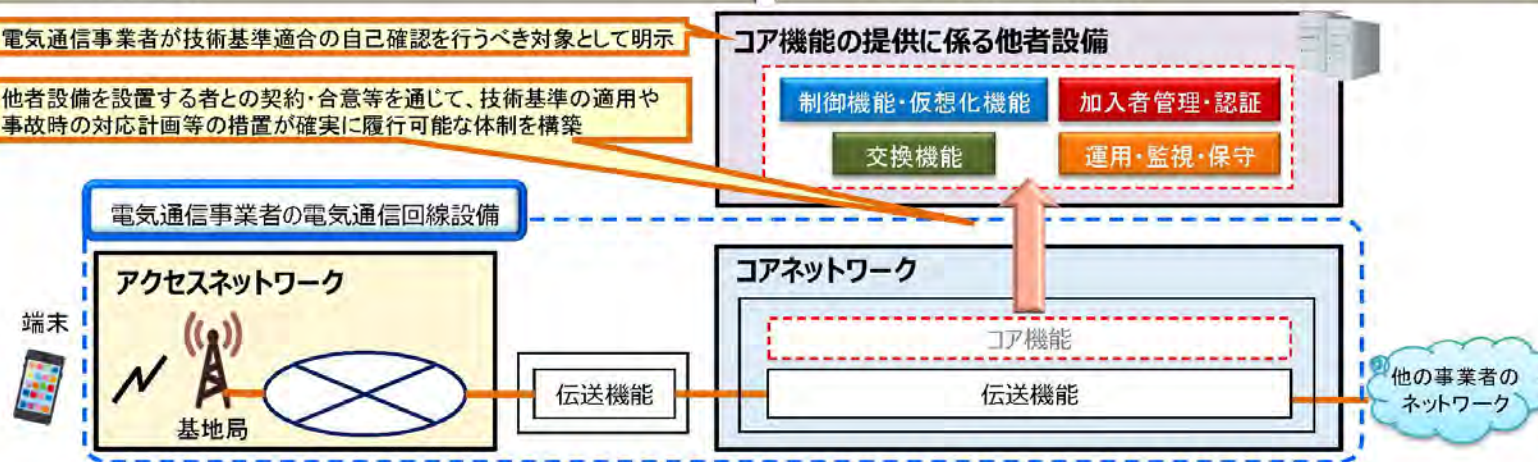 電気通信事業者が技術基準適合の自己確認を行うべき対象として明示
他者設備を設置する者との契約・合意等を通じて、技術基準の適用や
事故時の対応計画等の措置が確実に履行可能な体制を構築
コア機能の提供に係る他者設備
制御機能・仮想化機能
加入者管理・認証
交換機能
運用・監視・保守
電気通信事業者の電気通信回線設備
アクセスネットワーク
端末
基地局
伝送機能
コアネットワーク
コア機能
伝送機能
他の事業者の
ネットワーク